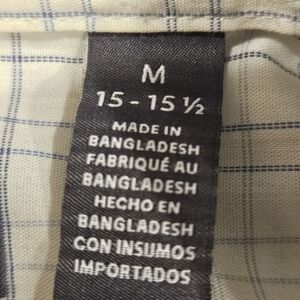 M
15 - 15 ½
MADE IN
BANGLADESH
FABRIQUÉ AU
BANGLADESH
HECHO EN
BANGLADESH
CON INSUMOS
IMPORTADOS